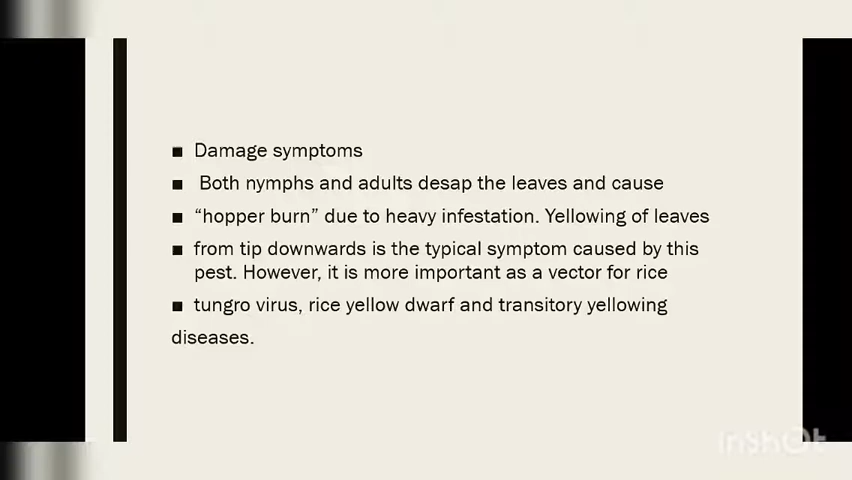 ■ Damage symptoms
■ Both nymphs and adults desap the leaves and cause
■ “hopper burn” due to heavy infestation. Yellowing of leaves
■ from tip downwards is the typical symptom caused by this
pest. However, it is more important as a vector for rice
■ tungro virus, rice yellow dwarf and transitory yellowing
diseases.
InShOt